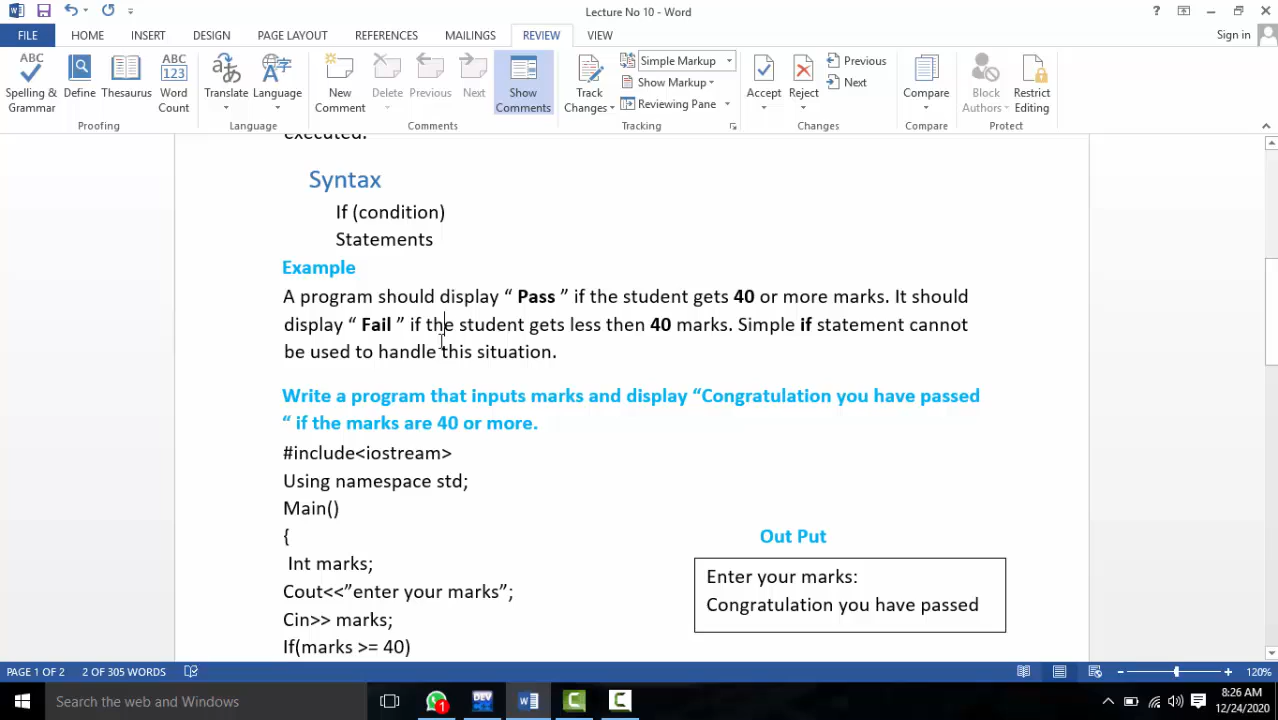 Lecture No 10 - Word
?
FILE HOME INSERT DESIGN PAGE LAYOUT REFERENCES MAILINGS REVIEW VIEW Sign in
ABC Spelling & Grammar
Define
Thesaurus
ABC 123 Word Count
Proofing
Translate
Language
Language
New Comment
Delete
Previous
Next
Show Comments
Comments
Track Changes
Simple Markup
Show Markup
Reviewing Pane
Tracking
Accept
Reject
Previous
Next
Changes
Compare
Compare
Block Authors
Restrict Editing
Protect
executed.
Syntax
If (condition)
Statements
Example
A program should display “ Pass ” if the student gets 40 or more marks. It should
display “ Fail ” if the student gets less then 40 marks. Simple if statement cannot
be used to handle this situation.
Write a program that inputs marks and display “Congratulation you have passed
“ if the marks are 40 or more.
#include<iostream>
Using namespace std;
Main()
{
Int marks;
Cout<<”enter your marks”;
Cin>> marks;
If(marks >= 40)
Out Put
Enter your marks:
Congratulation you have passed
PAGE 1 OF 2 2 OF 305 WORDS 120%
Search the web and Windows
1
DEV
8:26 AM
12/24/2020